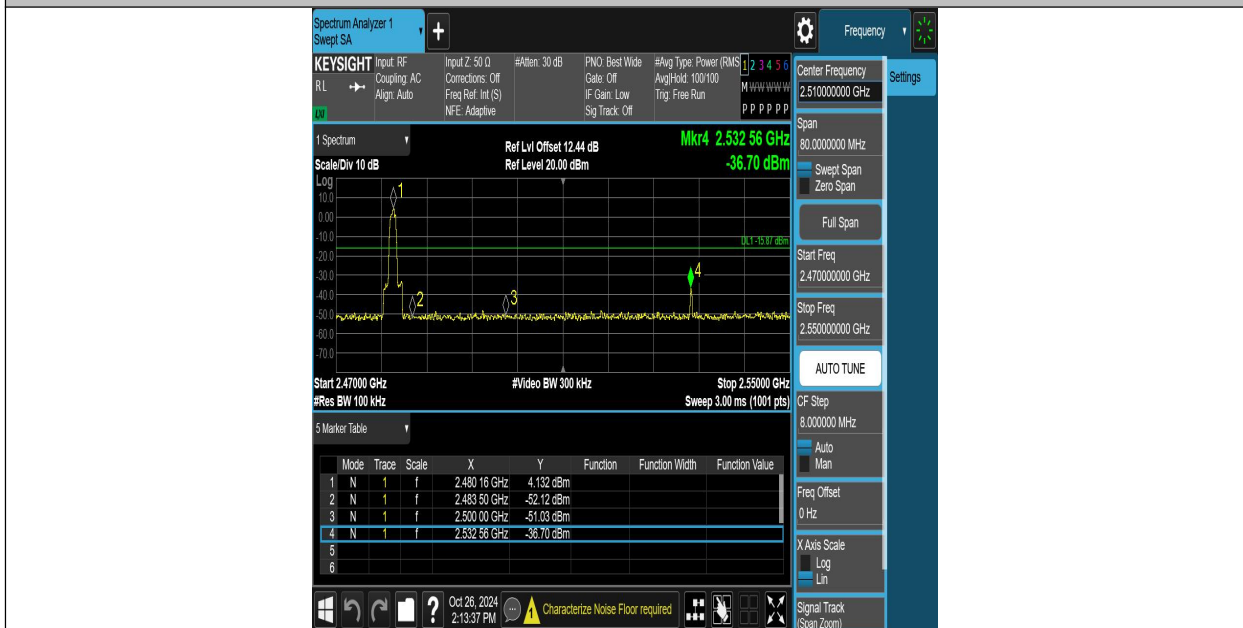 Spectrum Analyzer 1
Swept SA
+
Frequency
KEYSIGHT
RL
LXI
Input: RF
Coupling: AC
Align: Auto
Input Z: 50 Ω
Corrections: Off
Freq Ref: Int (S)
NFE: Adaptive
#Atten: 30 dB
PNO: Best Wide
Gate: Off
IF Gain: Low
Sig Track: Off
#Avg Type: Power (RMS
Avg|Hold: 100/100
Trig: Free Run
1 2 3 4 5 6
M W W W W W
P P P P P P
1 Spectrum
Scale/Div 10 dB
Ref Lvl Offset 12.44 dB
Ref Level 20.00 dBm
Mkr4 2.532 56 GHz
-36.70 dBm
Log
10.0
0.00
-10.0
-20.0
-30.0
-40.0
-50.0
-60.0
-70.0
1
2
3
4
DL1 -15.87 dBm
Start 2.47000 GHz
#Video BW 300 kHz
Stop 2.55000 GHz
#Res BW 100 kHz
Sweep 3.00 ms (1001 pts)
5 Marker Table
Mode Trace Scale X Y Function Function Width Function Value
1 N 1 f 2.480 16 GHz 4.132 dBm
2 N 1 f 2.483 50 GHz -52.12 dBm
3 N 1 f 2.500 00 GHz -51.03 dBm
4 N 1 f 2.532 56 GHz -36.70 dBm
5
6
?
Oct 26, 2024
2:13:37 PM
1
Characterize Noise Floor required
Center Frequency
2.510000000 GHz
Settings
Span
80.0000000 MHz
Swept Span
Zero Span
Full Span
Start Freq
2.470000000 GHz
Stop Freq
2.550000000 GHz
AUTO TUNE
CF Step
8.000000 MHz
Auto
Man
Freq Offset
0 Hz
X Axis Scale
Log
Lin
Signal Track
(Span Zoom)